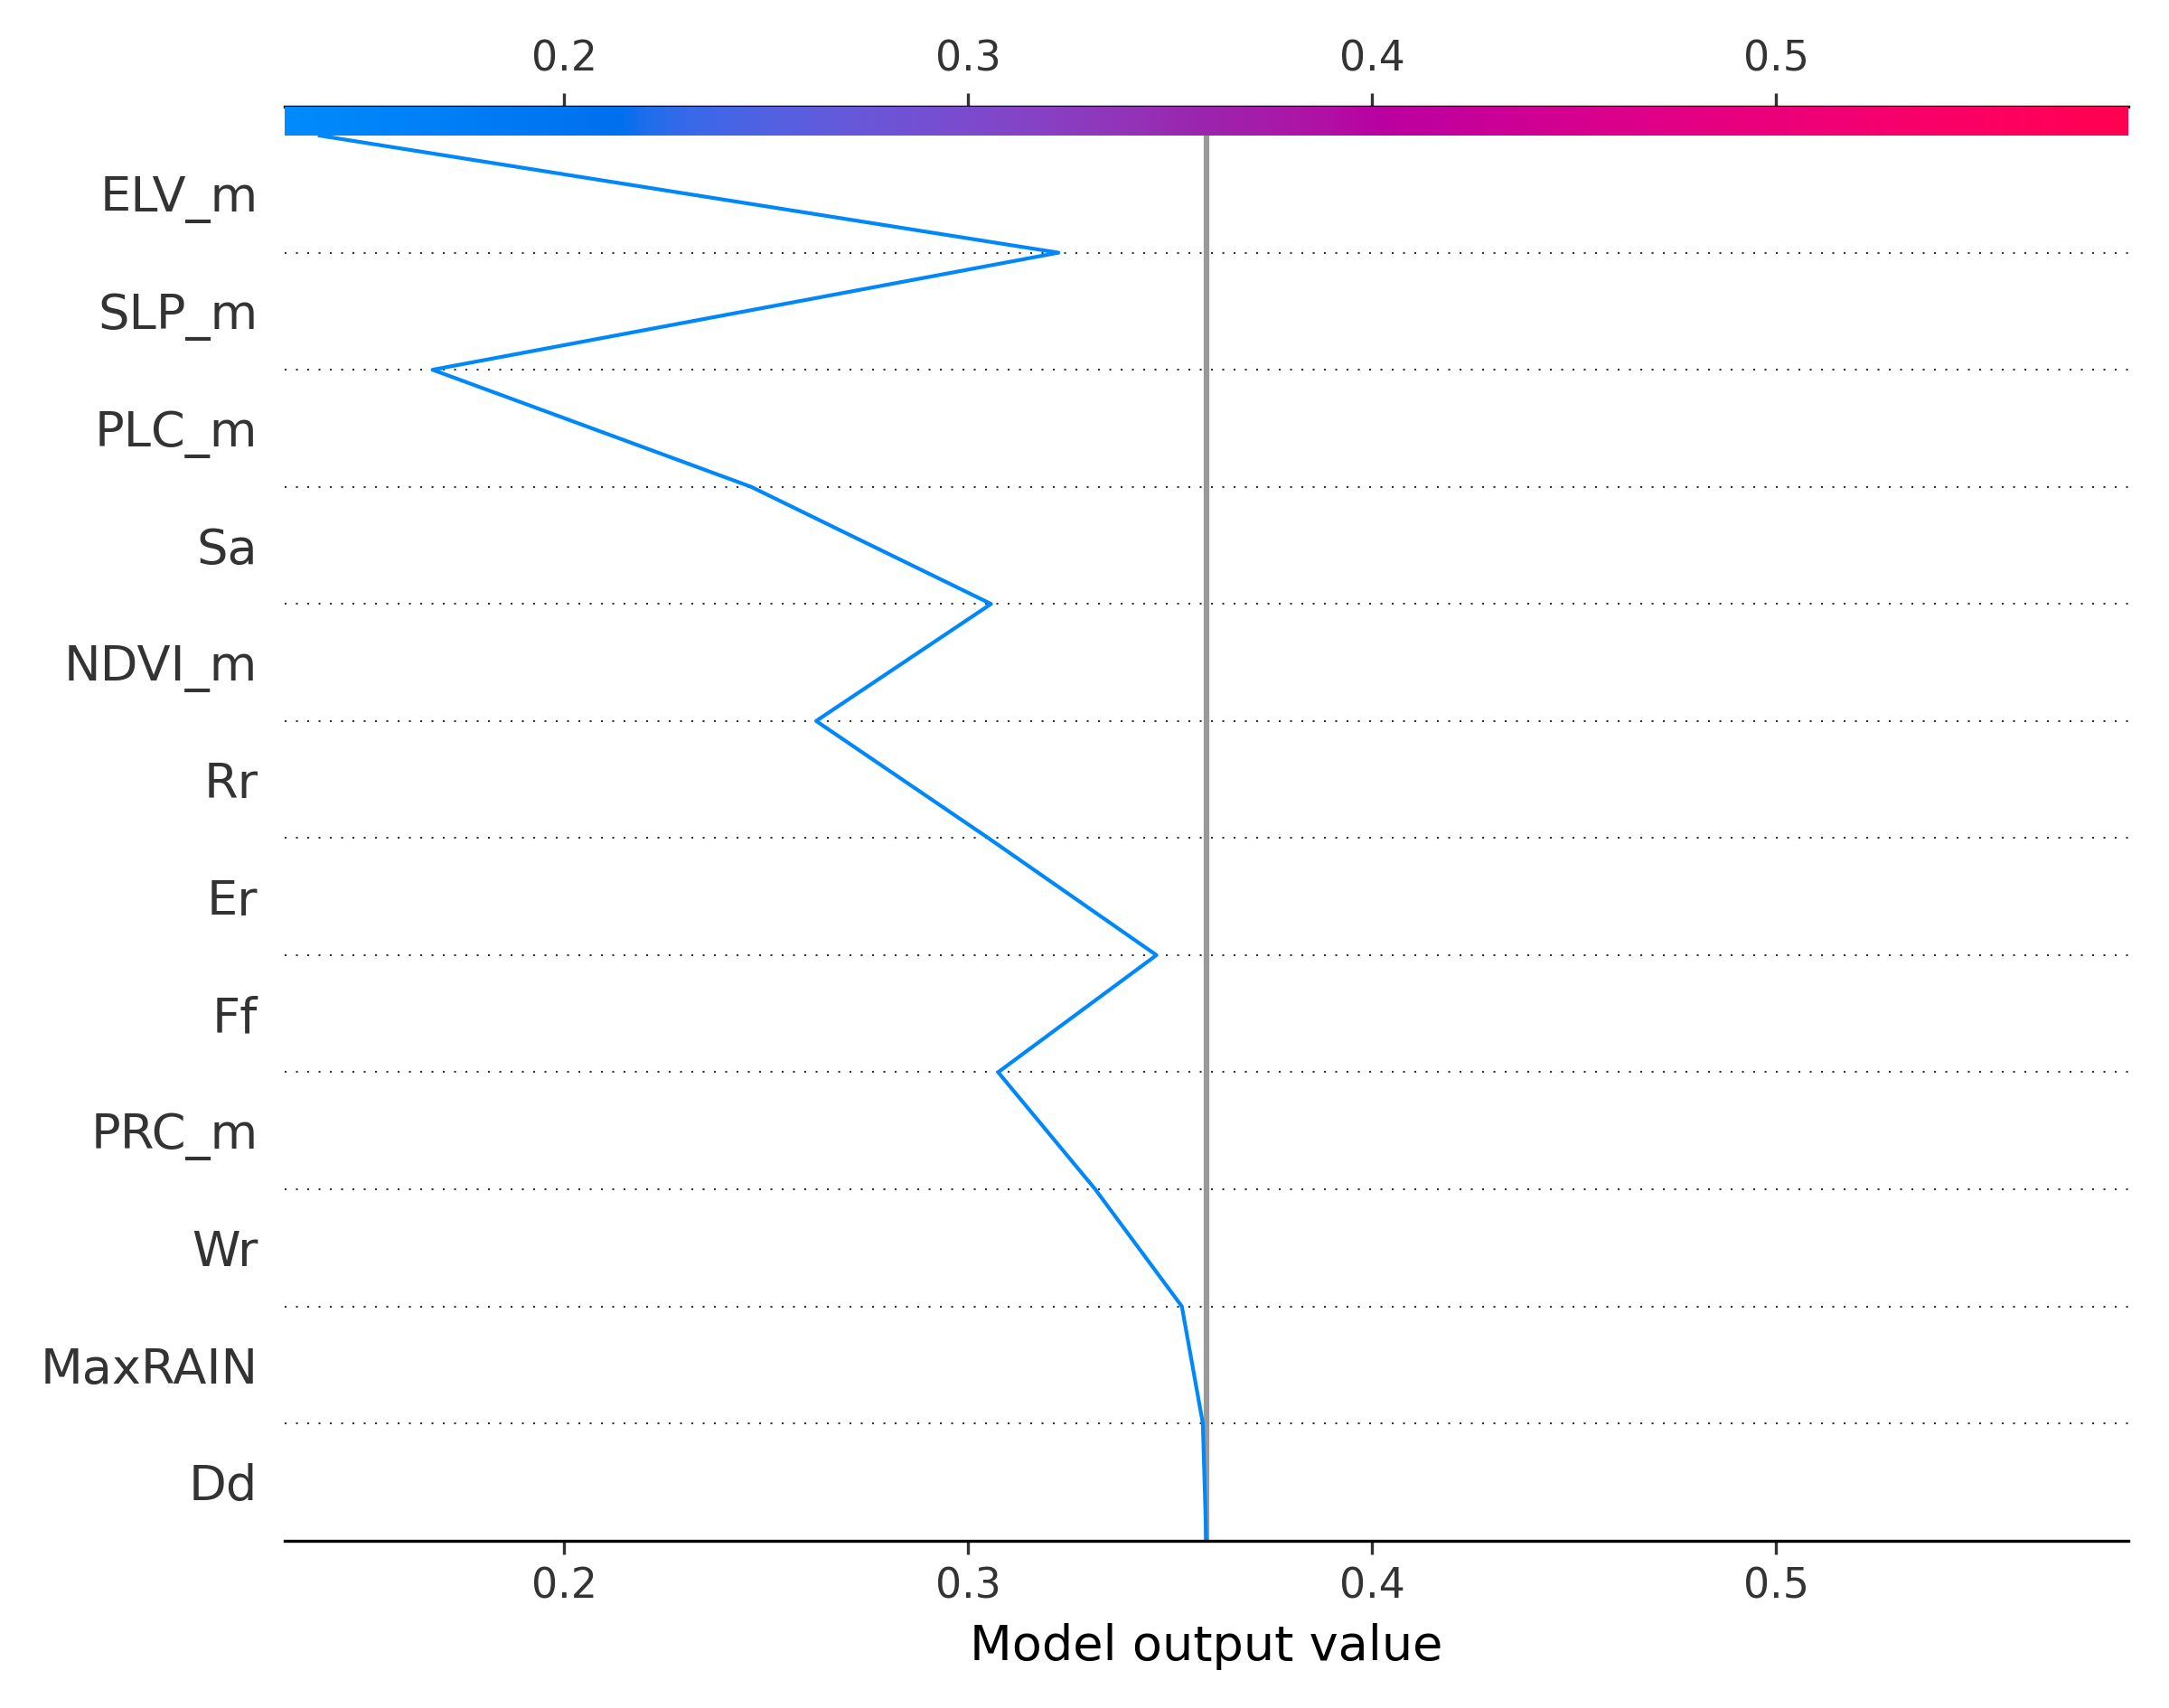 0.2 0.3 0.4 0.5
ELV_m
SLP_m
PLC_m
Sa
NDVI_m
Rr
Er
Ff
PRC_m
Wr
MaxRAIN
Dd
0.2 0.3 0.4 0.5
Model output value